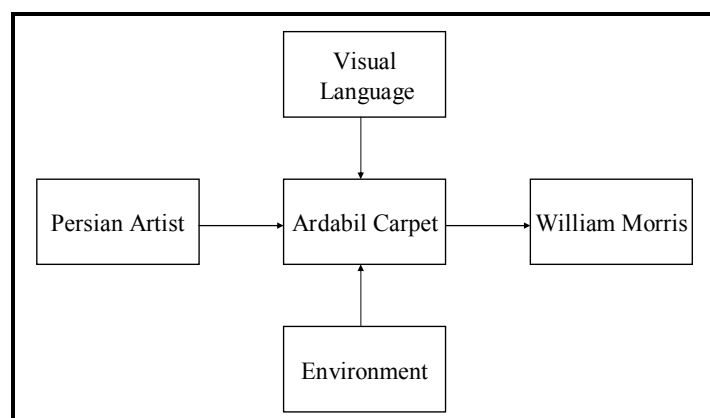 Visual
Language
Persian Artist
Ardabil Carpet
William Morris
Environment